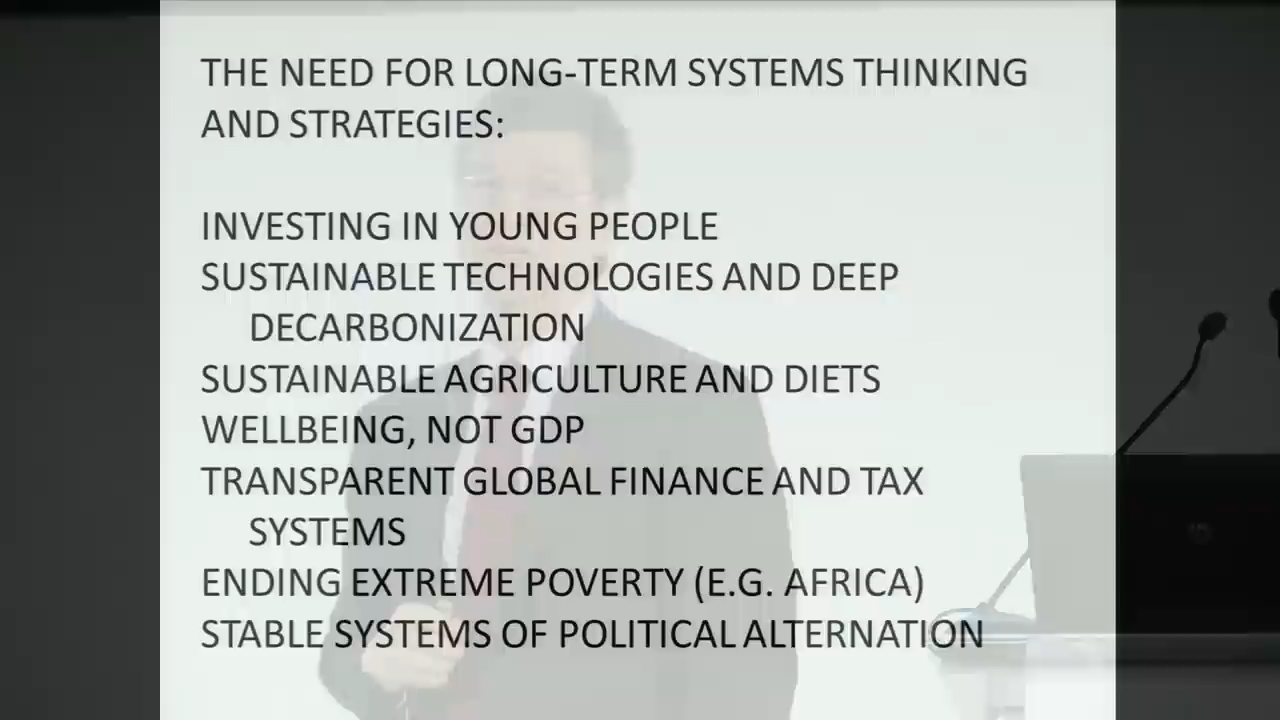 THE NEED FOR LONG-TERM SYSTEMS THINKING
AND STRATEGIES:
INVESTING IN YOUNG PEOPLE
SUSTAINABLE TECHNOLOGIES AND DEEP
DECARBONIZATION
SUSTAINABLE AGRICULTURE AND DIETS
WELLBEING, NOT GDP
TRANSPARENT GLOBAL FINANCE AND TAX
SYSTEMS
ENDING EXTREME POVERTY (E.G. AFRICA)
STABLE SYSTEMS OF POLITICAL ALTERNATION